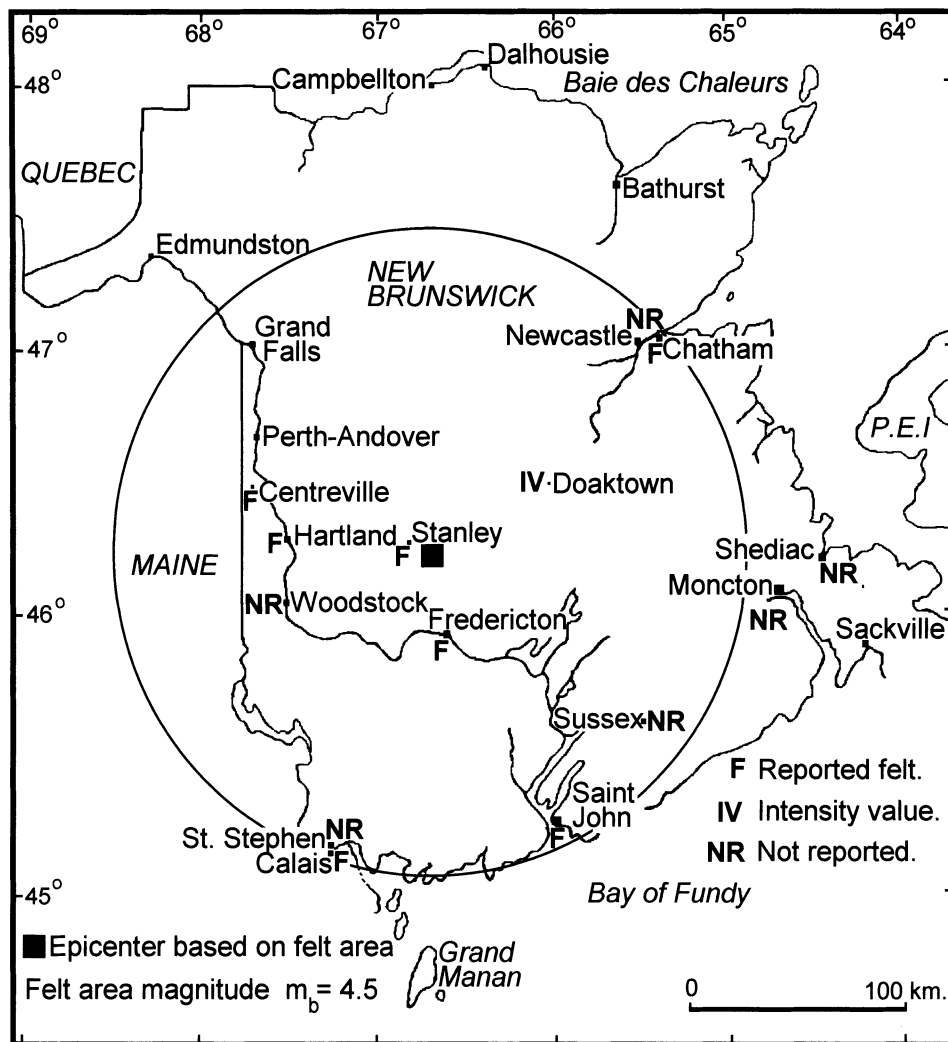 69° 68° 67° 66° 65° 64°
Dalhousie
Campbellton
Baie des Chaleurs
48°
QUEBEC
Bathurst
Edmundston
NEW
BRUNSWICK
Grand
Falls
NR
Newcastle
F Chatham
47°
P.E.I
Perth-Andover
IV Doaktown
Centreville
F
Hartland
F
Stanley
F
MAINE
Shediac
NR
Moncton
NR
NR Woodstock
46°
Fredericton
F
Sackville
Sussex NR
Saint
John
F
F Reported felt.
IV Intensity value.
NR Not reported.
NR
St. Stephen
Calais F
45°
Bay of Fundy
Epicenter based on felt area
Grand
Manan
Felt area magnitude mb = 4.5
0 100 km.